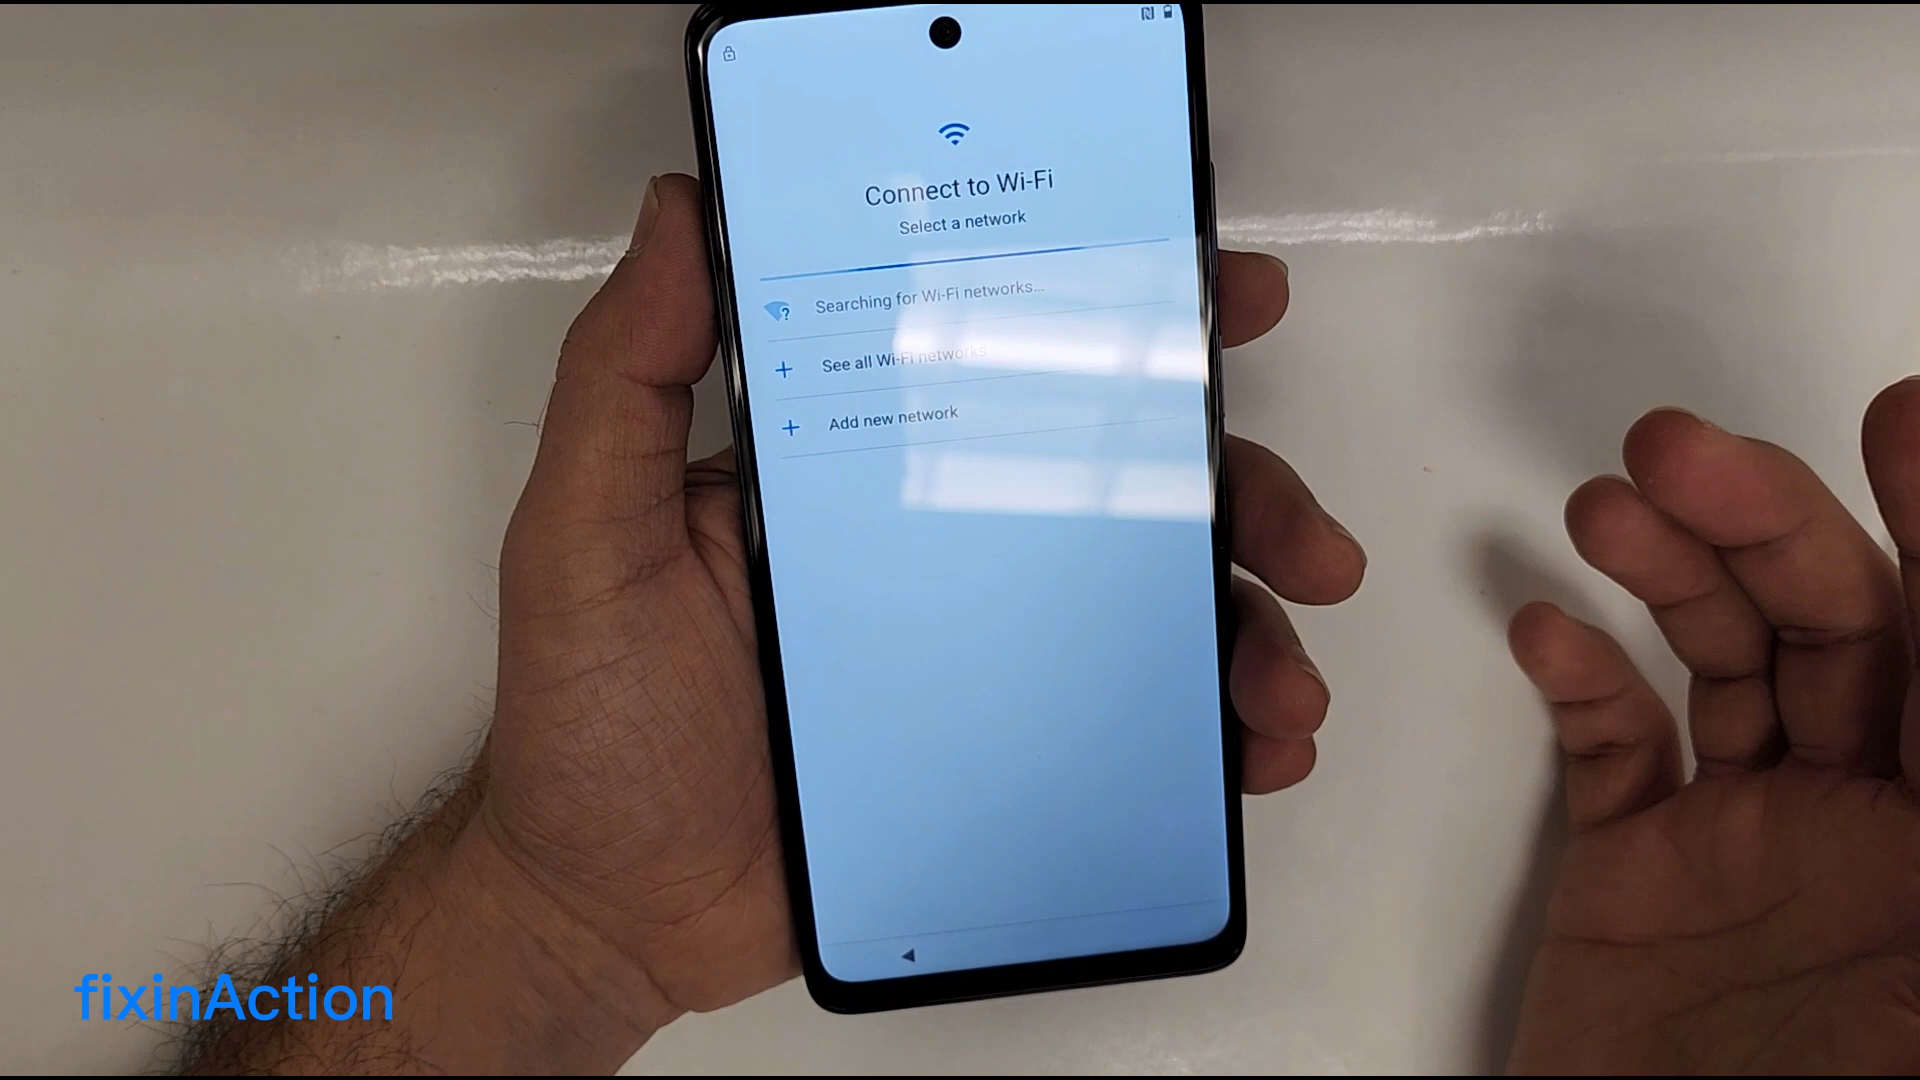 Connect to Wi-Fi
Select a network
Searching for Wi-Fi networks...
See all Wi-Fi networks
Add new network
fixinAction